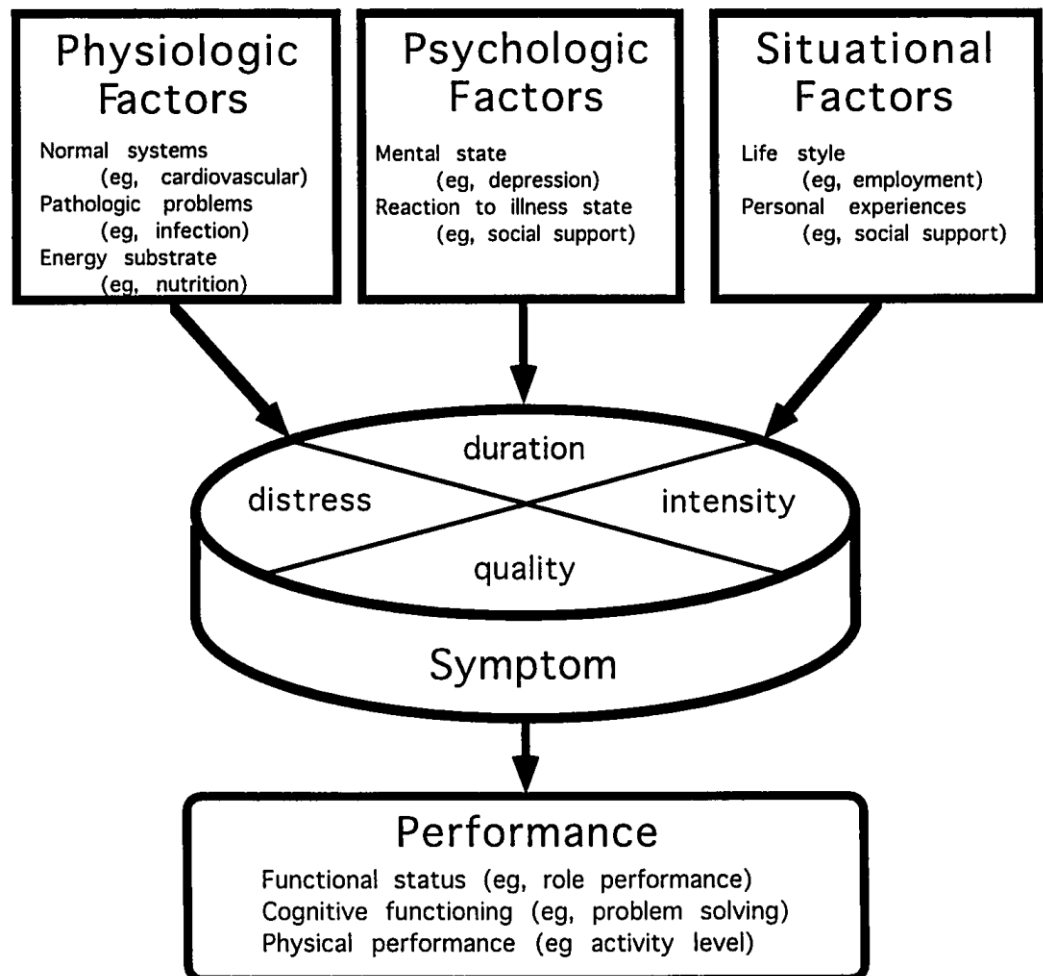 Physiologic
Factors
Normal systems
(eg, cardiovascular)
Pathologic problems
(eg, infection)
Energy substrate
(eg, nutrition)
Psychologic
Factors
Mental state
(eg, depression)
Reaction to illness state
(eg, social support)
Situational
Factors
Life style
(eg, employment)
Personal experiences
(eg, social support)
duration
distress
intensity
quality
Symptom
Performance
Functional status (eg, role performance)
Cognitive functioning (eg, problem solving)
Physical performance (eg activity level)